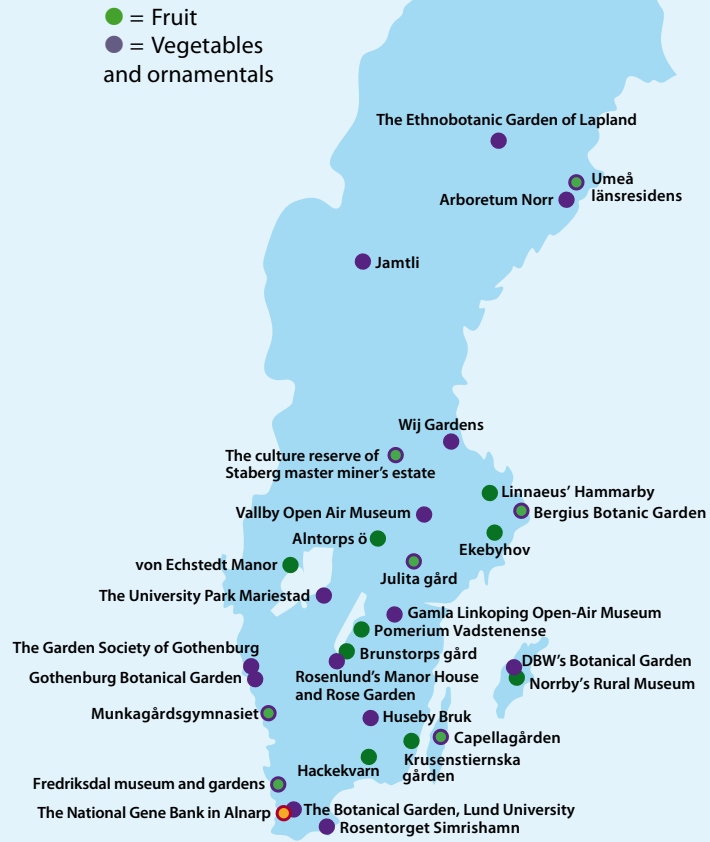 = Fruit
= Vegetables
and ornamentals
The Ethnobotanic Garden of Lapland
Umeå
länsresidens
Arboretum Norr
Jamtli
Wij Gardens
The culture reserve of
Staberg master miner's estate
Linnaeus' Hammarby
Vallby Open Air Museum
Bergius Botanic Garden
Alntorps ö
Ekebyhov
von Echstedt Manor
Julita gård
The University Park Mariestad
Gamla Linkoping Open-Air Museum
Pomerium Vadstenense
The Garden Society of Gothenburg
Brunstorps gård
DBW's Botanical Garden
Gothenburg Botanical Garden
Rosenlund's Manor House
and Rose Garden
Norrby's Rural Museum
Munkagårdsgymnasiet
Huseby Bruk
Capellagården
Krusenstiernska
gården
Hackekvarn
Fredriksdal museum and gardens
The National Gene Bank in Alnarp
The Botanical Garden, Lund University
Rosentorget Simrishamn